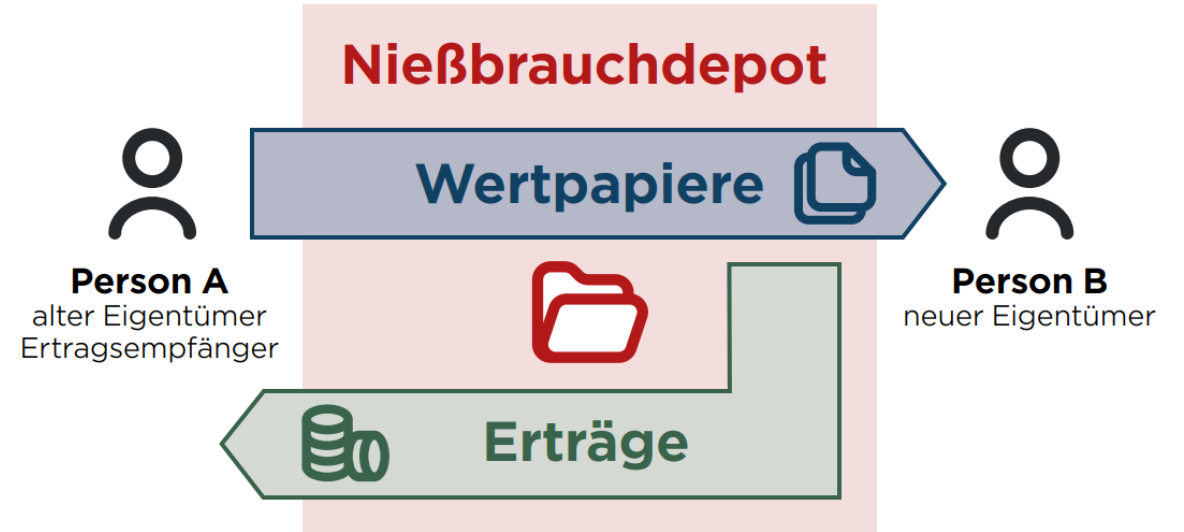 Nießbrauchdepot
Wertpapiere
Person A
alter Eigentümer
Ertragsempfänger
Person B
neuer Eigentümer
Erträge